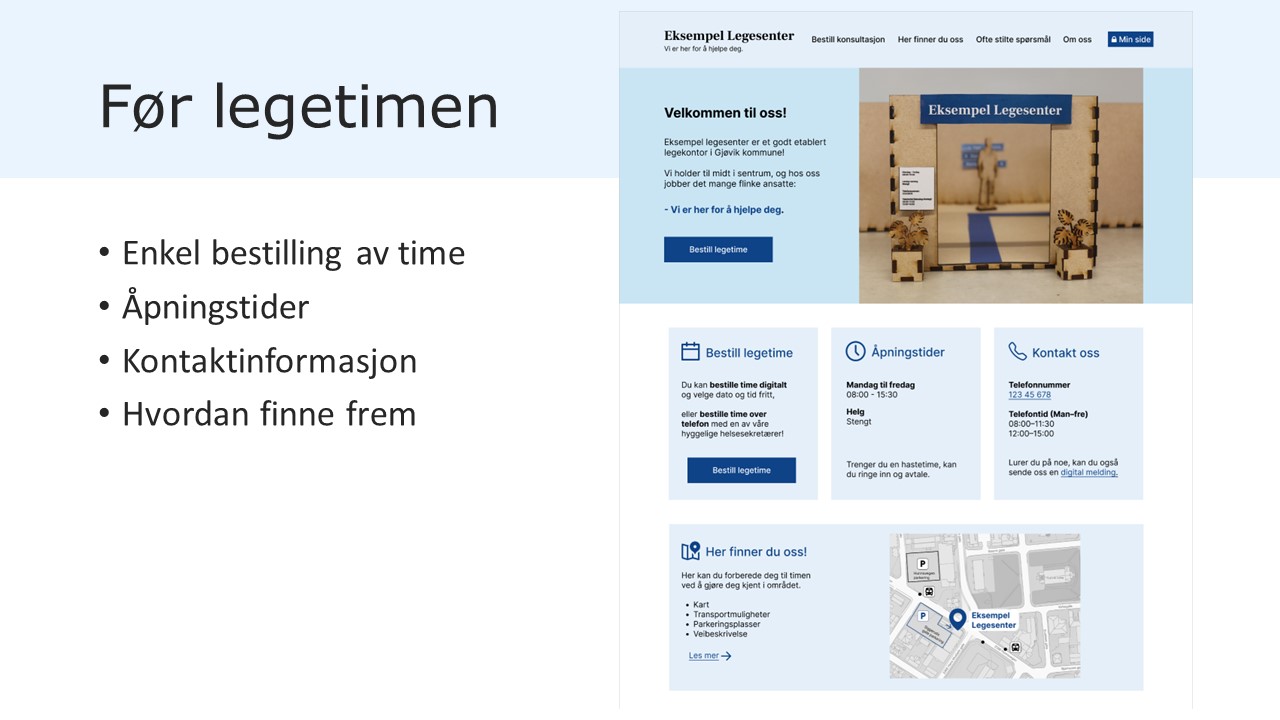 Før legetimen
• Enkel bestilling av time
• Åpningstider
• Kontaktinformasjon
• Hvordan finne frem
Eksempel Legesenter
Vi er her for å hjelpe deg.
Bestill konsultasjon
Her finner du oss
Ofte stilte spørsmål
Om oss
Min side
Velkommen til oss!
Eksempel legesenter er et godt etablert
legekontor i Gjøvik kommune!
Vi holder til midt i sentrum, og hos oss
jobber det mange flinke ansatte:
- Vi er her for å hjelpe deg.
Bestill legetime
Eksempel Legesenter
Bestill legetime
Du kan bestille time digitalt
og velge dato og tid fritt,
eller bestille time over
telefon med en av våre
hyggelige helsesekretærer!
Bestill legetime
Åpningstider
Mandag til fredag
08:00 - 15:30
Helg
Stengt
Trenger du en hastetime, kan
du ringe inn og avtale.
Kontakt oss
Telefonnummer
123 45 678
Telefontid (Man–fre)
08:00–11:30
12:00–15:00
Lurer du på noe, kan du også
sende oss en digital melding.
Her finner du oss!
Her kan du forberede deg til timen
ved å gjøre deg kjent i området.
• Kart
• Transportmuligheter
• Parkeringsplasser
• Veibeskrivelse
Les mer
P
P
Eksempel
Legesenter